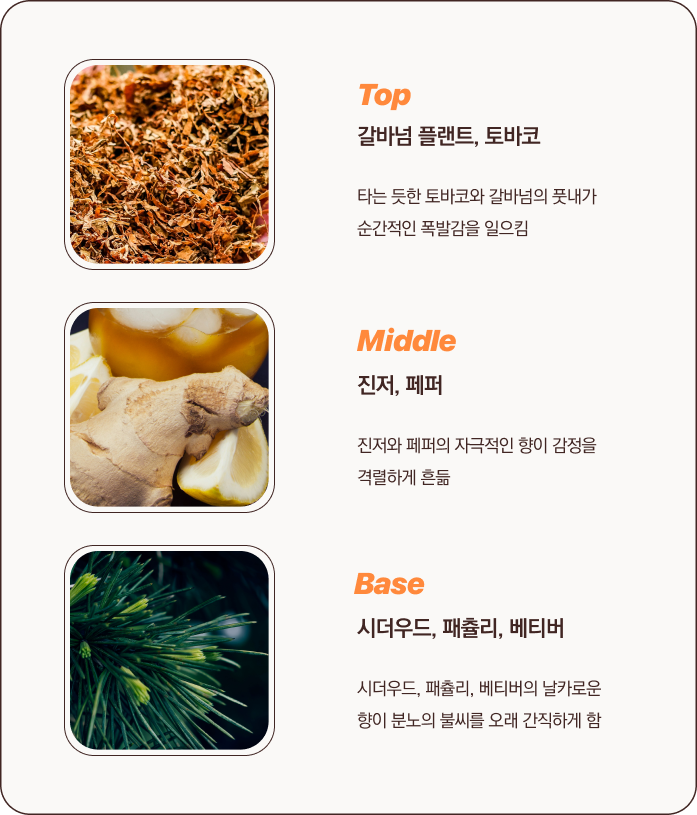 Top
갈바넘 플랜트, 토바코
타는 듯한 토바코와 갈바넘의 풋내가
순간적인 폭발감을 일으킴
Middle
진저, 페퍼
진저와 페퍼의 자극적인 향이 감정을
격렬하게 흔듦
Base
시더우드, 패츌리, 베티버
시더우드, 패츌리, 베티버의 날카로운
향이 분노의 불씨를 오래 간직하게 함